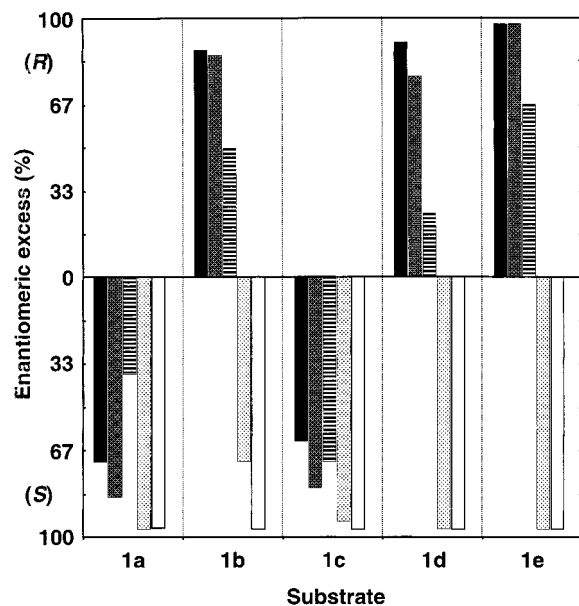 100
(R)
67
33
0
33
67
(S)
100
Enantiomeric excess (%)
1a 1b 1c 1d 1e
Substrate